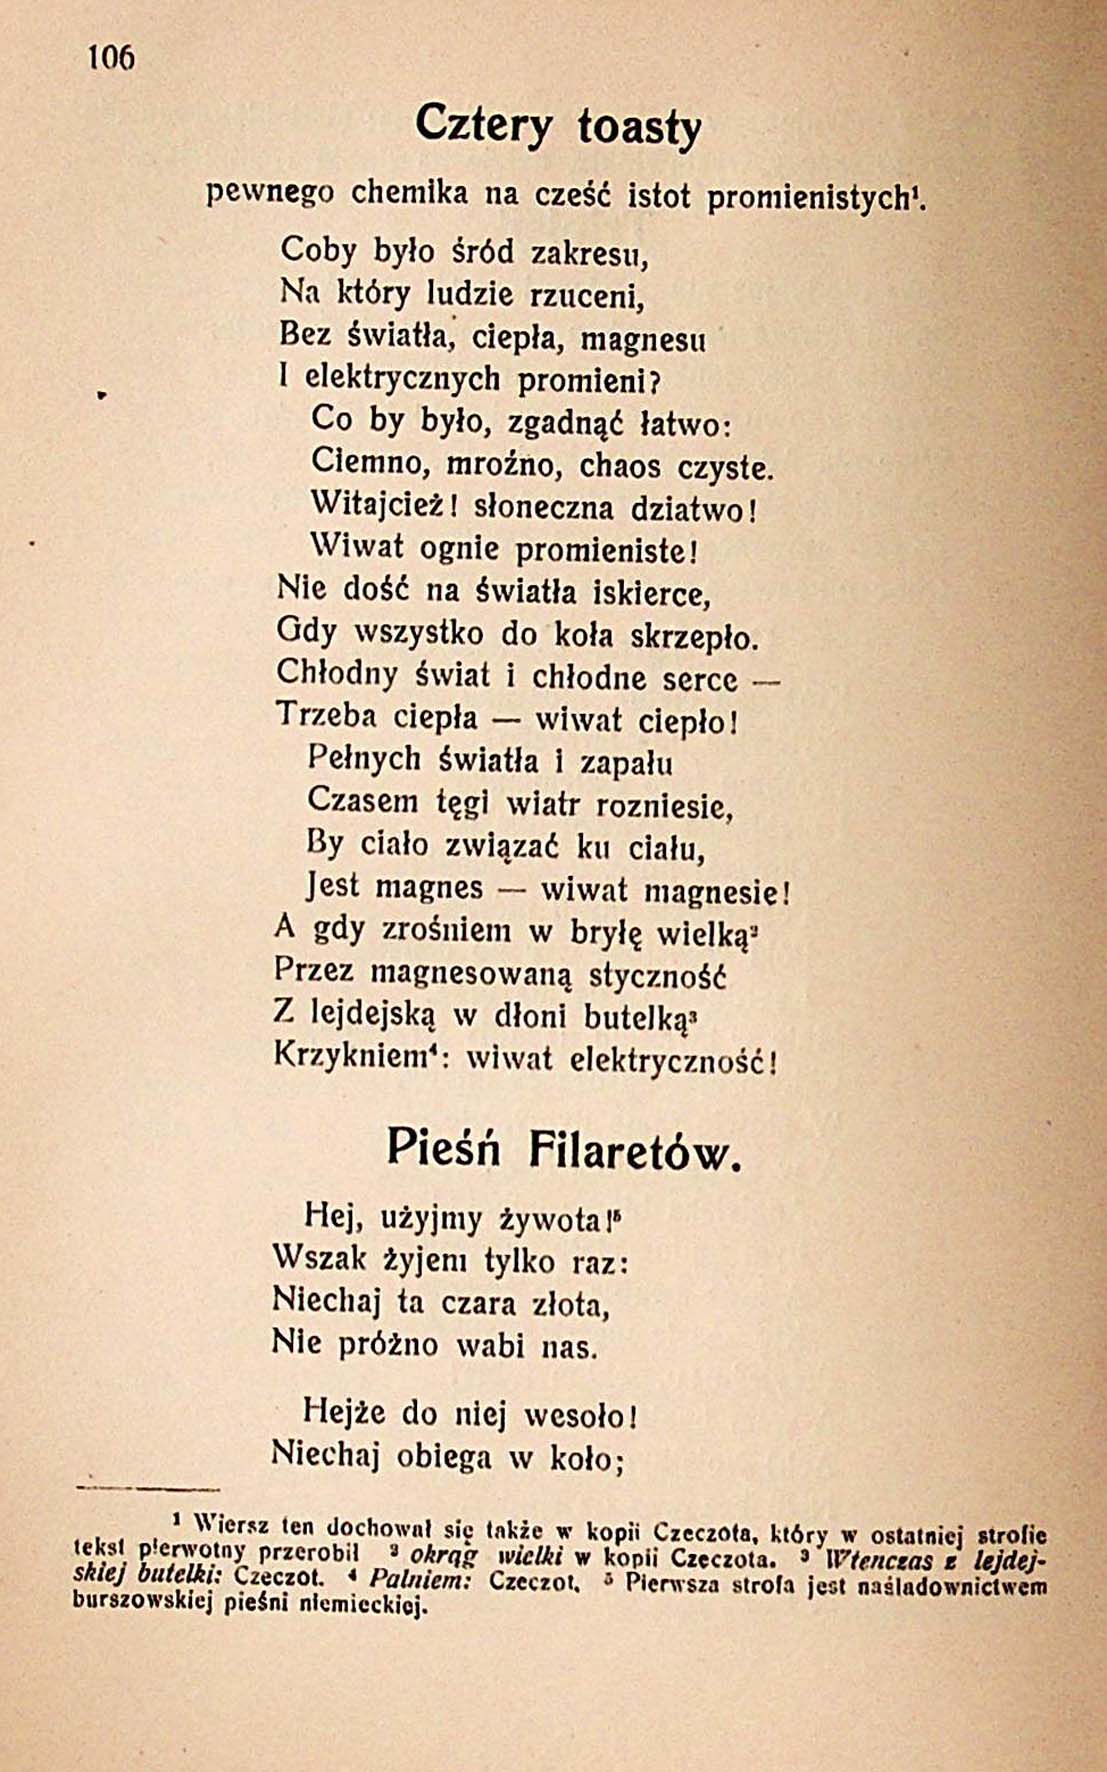 106
Cztery toasty
pewnego chemika na cześć istot promienistych¹.
Coby było śród zakresu,
Na który ludzie rzuceni,
Bez światła, ciepła, magnesu
I elektrycznych promieni?
Co by było, zgadnąć łatwo:
Ciemno, mroźno, chaos czyste.
Witajcież! słoneczna dziatwo!
Wiwat ognie promieniste!
Nie dość na światła iskierce,
Gdy wszystko do koła skrzepło.
Chłodny świat i chłodne serce —
Trzeba ciepła — wiwat ciepło!
Pełnych światła i zapału
Czasem tęgi wiatr rozniesie,
By ciało związać ku ciału,
Jest magnes — wiwat magnesie!
A gdy zrośniem w bryłę wielką²
Przez magnesowaną styczność
Z lejdejską w dłoni butelką³
Krzykniem⁴: wiwat elektryczność!
Pieśń Filaretów.
Hej, użyjmy żywota!⁵
Wszak żyjem tylko raz:
Niechaj ta czara złota,
Nie próżno wabi nas.
Hejże do niej wesoło!
Niechaj obiega w koło;
¹ Wiersz ten dochował się także w kopii Czeczota, który w ostatniej strofie
tekst pierwotny przerobił ² okrąg wielki w kopii Czeczota. ³ Wtenczas z lejdej-
skiej butelki: Czeczot. ⁴ Palniem: Czeczot, ⁵ Pierwsza strofa jest naśladownictwem
burszowskiej pieśni niemieckiej.